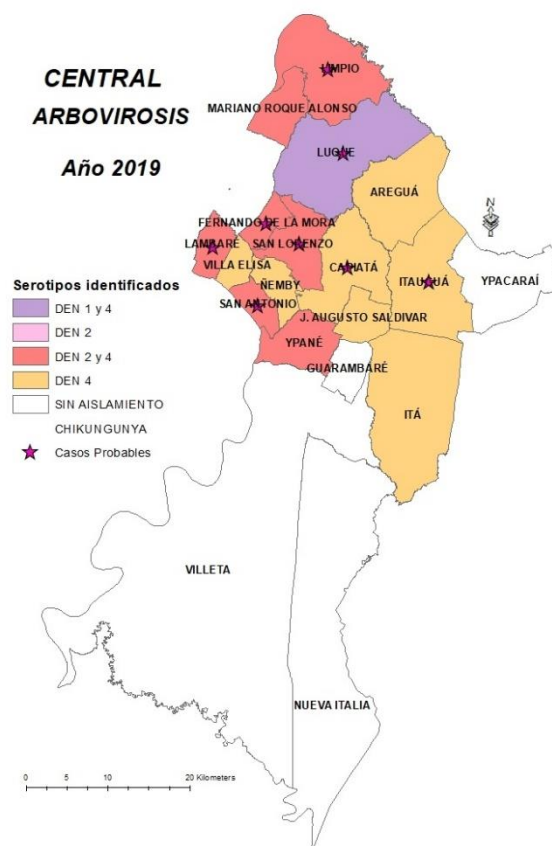 CENTRAL
ARBOVIROSIS
Año 2019
LIMPIO
MARIANO ROQUE ALONSO
LUQUE
AREGUÁ
N
FERNANDO DE LA MORA
LAMBARÉ
SAN LORENZO
VILLA ELISA
CAPIATÁ
ITAUGUÁ
YPACARAÍ
ÑEMBY
SAN ANTONIO
J. AUGUSTO SALDIVAR
YPANÉ
GUARAMBARÉ
ITÁ
Serotipos identificados
DEN 1 y 4
DEN 2
DEN 2 y 4
DEN 4
SIN AISLAMIENTO
CHIKUNGUNYA
Casos Probables
VILLETA
NUEVA ITALIA
0 5 10 20 Kilometers